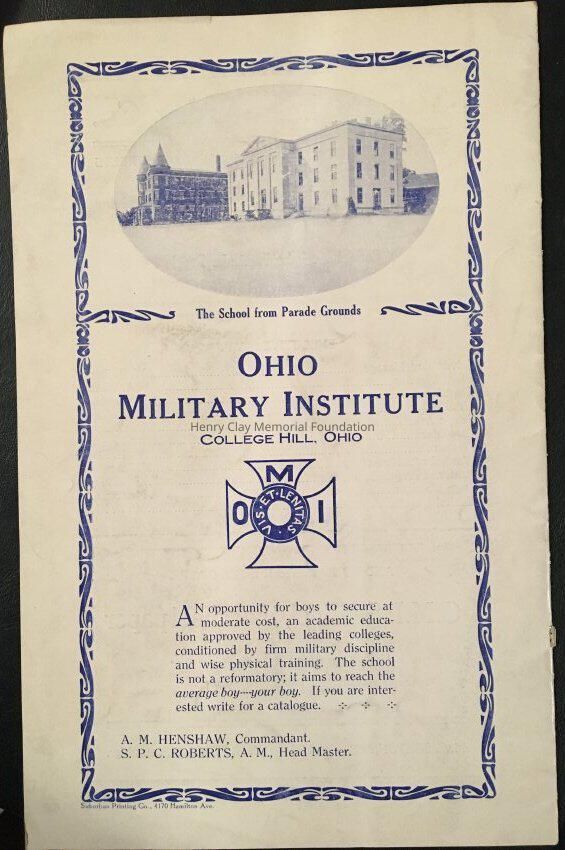 The School from Parade Grounds
OHIO
MILITARY INSTITUTE
Henry Clay Memorial Foundation
COLLEGE HILL, OHIO
M
O I
VIS·ET·LENITAS
AN opportunity for boys to secure at
moderate cost, an academic educa-
tion approved by the leading colleges,
conditioned by firm military discipline
and wise physical training. The school
is not a reformatory; it aims to reach the
average boy---your boy. If you are inter-
ested write for a catalogue.
A. M. HENSHAW, Commandant.
S. P. C. ROBERTS, A. M., Head Master.
Suburban Printing Co., 4170 Hamilton Ave.